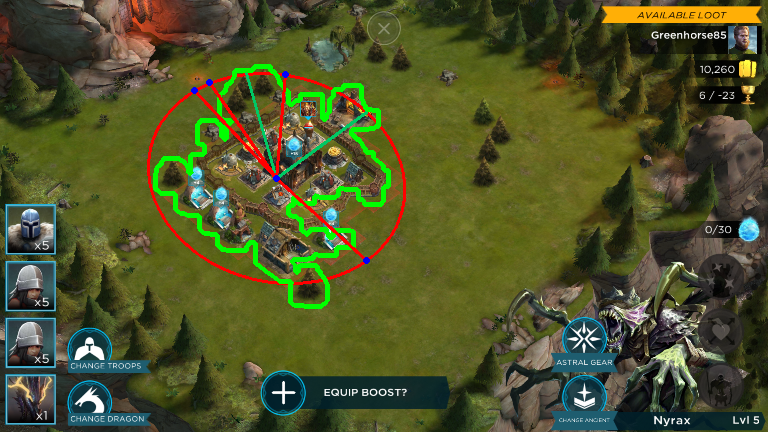 AVAILABLE LOOT
Greenhorse85
10,260
6 / -23
0/30
x5
x5
x5
x1
CHANGE TROOPS
CHANGE DRAGON
EQUIP BOOST?
ASTRAL GEAR
CHANGE ANCIENT
Nyrax Lvl 5